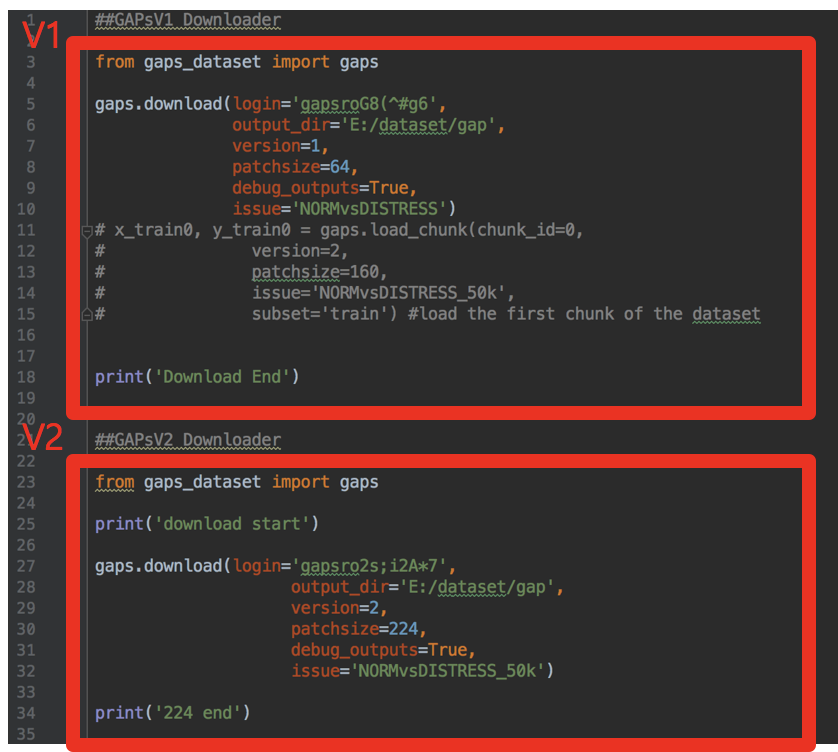 V1
1 ##GAPsV1 Downloader
3 from gaps_dataset import gaps
4
5 gaps.download(login='gapsroG8(^#g6',
6 output_dir='E:/dataset/gap',
7 version=1,
8 patchsize=64,
9 debug_outputs=True,
10 issue='NORMvsDISTRESS')
11 # x_train0, y_train0 = gaps.load_chunk(chunk_id=0,
12 # version=2,
13 # patchsize=160,
14 # issue='NORMvsDISTRESS_50k',
15 # subset='train') #load the first chunk of the dataset
16
17
18 print('Download End')
19
20
V2
##GAPsV2 Downloader
22
23 from gaps_dataset import gaps
24
25 print('download start')
26
27 gaps.download(login='gapsro2s;i2A*7',
28 output_dir='E:/dataset/gap',
29 version=2,
30 patchsize=224,
31 debug_outputs=True,
32 issue='NORMvsDISTRESS_50k')
33
34 print('224 end')
35